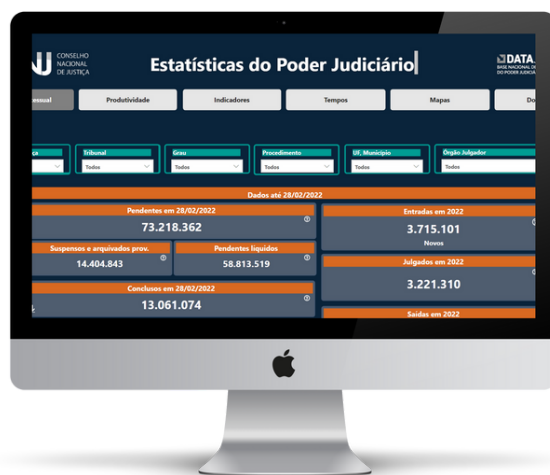 CONSELHO
NACIONAL
DE JUSTIÇA
Estatísticas do Poder Judiciário
DATA
BASE NACIONAL DE
DO PODER JUDICIÁRIO
Produtividade
Indicadores
Tempos
Mapas
Tribunal
Grau
Procedimento
UF, Município
Órgão Julgador
Todos
Todos
Todos
Todos
Todos
Dados até 28/02/2022
Pendentes em 28/02/2022
73.218.362
Entradas em 2022
3.715.101
Novos
Suspensos e arquivados prov.
14.404.843
Pendentes líquidos
58.813.519
Julgados em 2022
3.221.310
Conclusos em 28/02/2022
13.061.074
Saídas em 2022